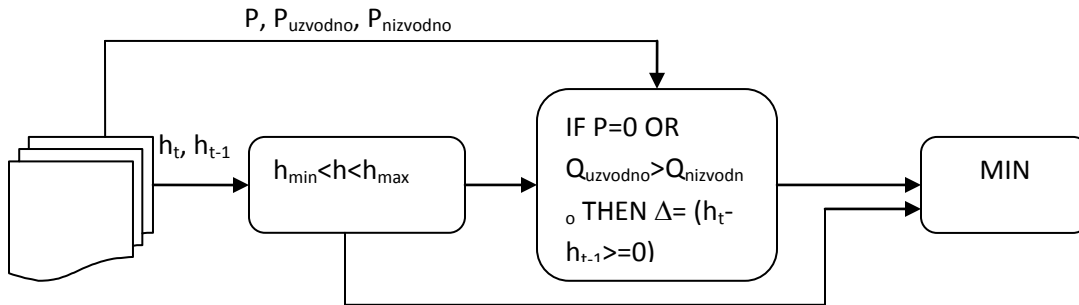 P, Puzvodno, Pnizvodno
ht, ht-1
hmin<h<hmax
IF P=0 OR
Quzvodno>Qnizvodn
o THEN Δ= (ht-
ht-1>=0)
MIN